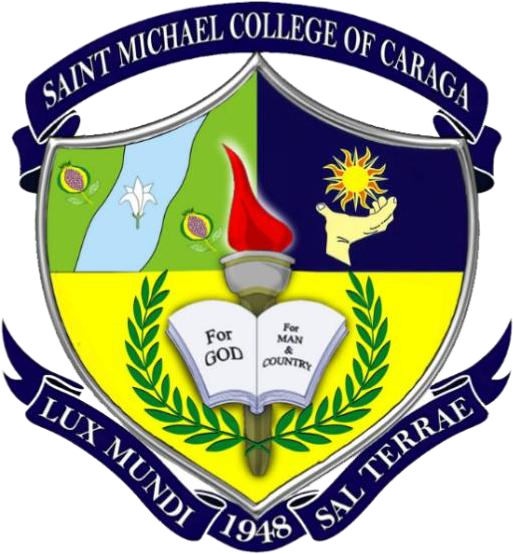 SAINT MICHAEL COLLEGE OF CARAGA
For
GOD
For
MAN
&
COUNTRY
LUX MUNDI
1948
SAL TERRAE